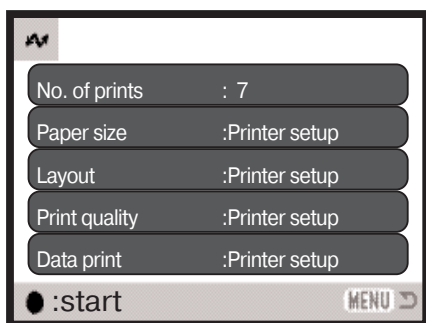 No. of prints : 7
Paper size :Printer setup
Layout :Printer setup
Print quality :Printer setup
Data print :Printer setup
:start MENU